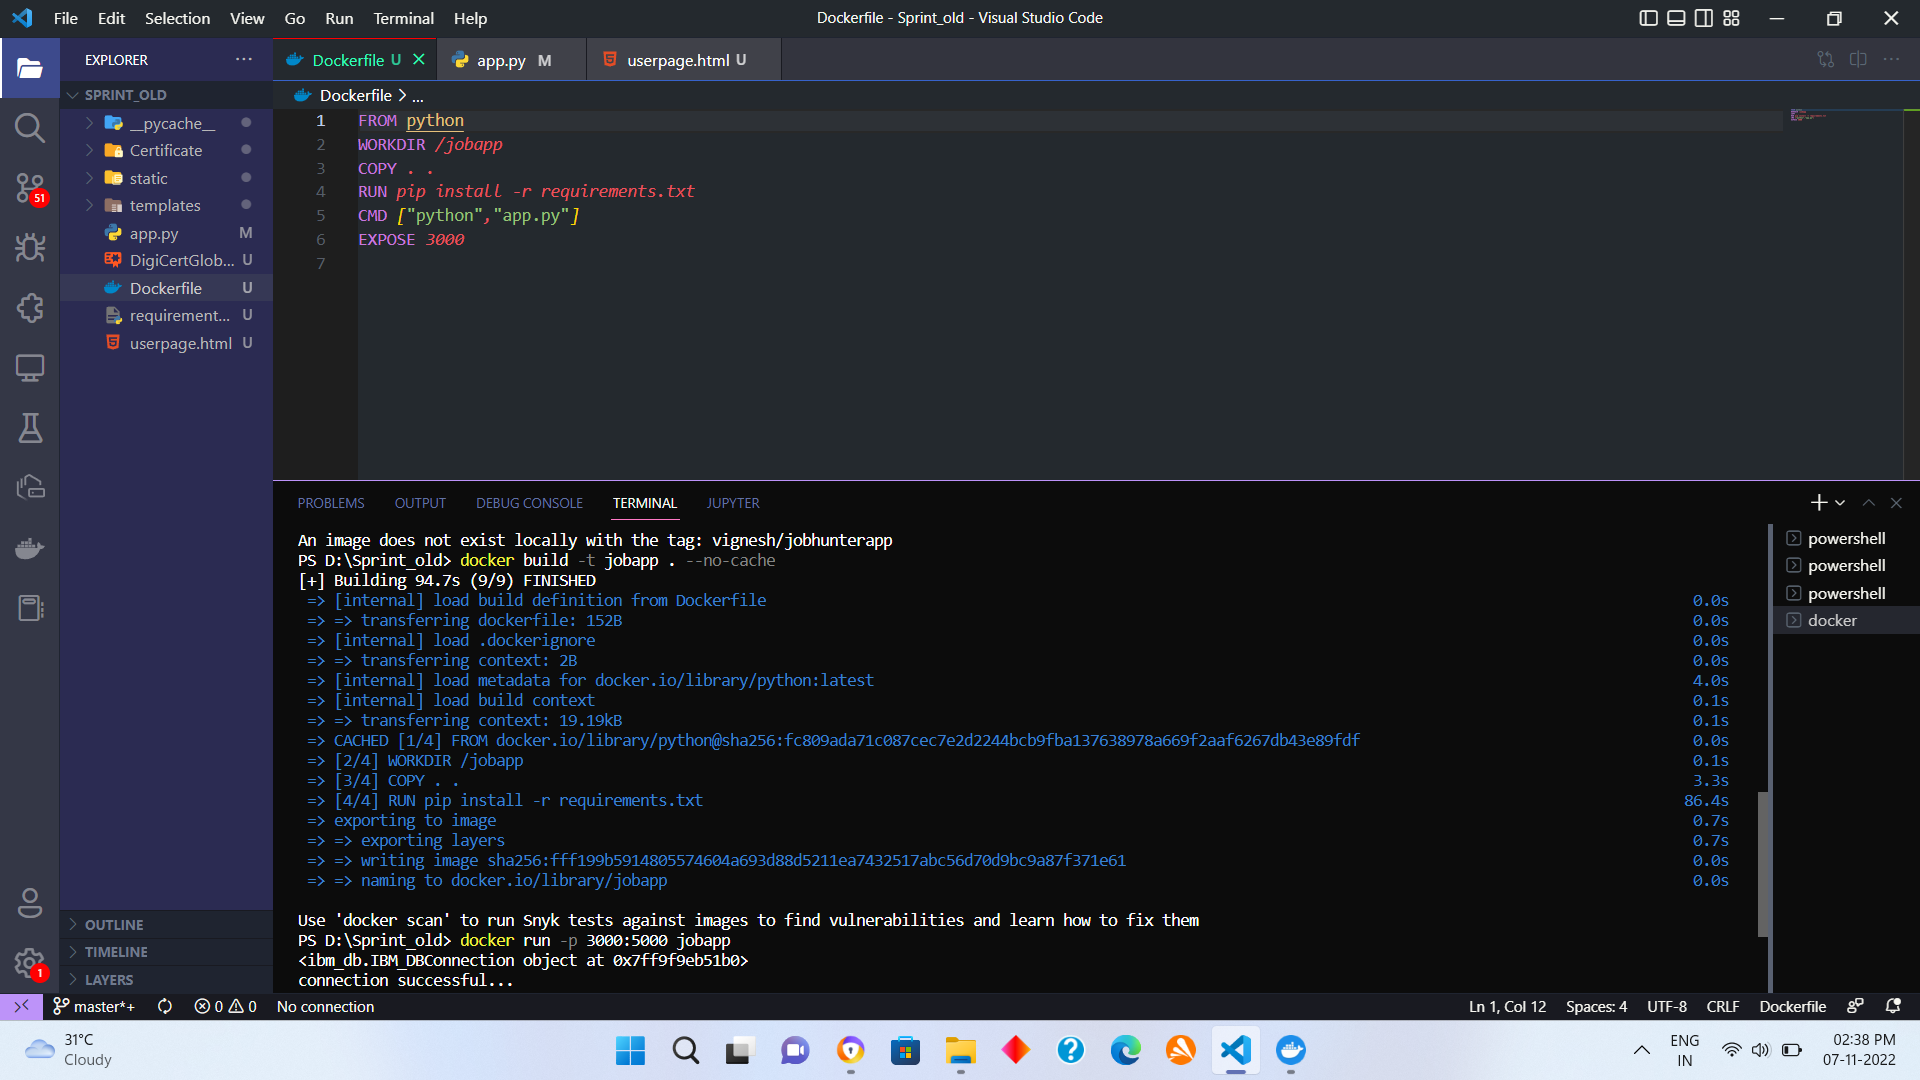 File Edit Selection View Go Run Terminal Help
Dockerfile - Sprint_old - Visual Studio Code
EXPLORER
Dockerfile U
app.py M
userpage.html U
SPRINT_OLD
__pycache__
Certificate
static
templates
app.py M
DigiCertGlob... U
Dockerfile U
requirement... U
userpage.html U
OUTLINE
TIMELINE
LAYERS
51
1
Dockerfile > ...
1 FROM python
2 WORKDIR /jobapp
3 COPY . .
4 RUN pip install -r requirements.txt
5 CMD ["python","app.py"]
6 EXPOSE 3000
7
PROBLEMS OUTPUT DEBUG CONSOLE TERMINAL JUPYTER
An image does not exist locally with the tag: vignesh/jobhunterapp
PS D:\Sprint_old> docker build -t jobapp . --no-cache
[+] Building 94.7s (9/9) FINISHED
=> [internal] load build definition from Dockerfile 0.0s
=> => transferring dockerfile: 152B 0.0s
=> [internal] load .dockerignore 0.0s
=> => transferring context: 2B 0.0s
=> [internal] load metadata for docker.io/library/python:latest 4.0s
=> [internal] load build context 0.1s
=> => transferring context: 19.19kB 0.1s
=> CACHED [1/4] FROM docker.io/library/python@sha256:fc809ada71c087cec7e2d2244bcb9fba137638978a669f2aaf6267db43e89fdf 0.0s
=> [2/4] WORKDIR /jobapp 0.1s
=> [3/4] COPY . . 3.3s
=> [4/4] RUN pip install -r requirements.txt 86.4s
=> exporting to image 0.7s
=> => exporting layers 0.7s
=> => writing image sha256:fff199b5914805574604a693d88d5211ea7432517abc56d70d9bc9a87f371e61 0.0s
=> => naming to docker.io/library/jobapp 0.0s
Use 'docker scan' to run Snyk tests against images to find vulnerabilities and learn how to fix them
PS D:\Sprint_old> docker run -p 3000:5000 jobapp
<ibm_db.IBM_DBConnection object at 0x7ff9f9eb51b0>
connection successful...
powershell
powershell
powershell
docker
master*+ 0 0 No connection
Ln 1, Col 12 Spaces: 4 UTF-8 CRLF Dockerfile
31°C
Cloudy
ENG
IN
02:38 PM
07-11-2022